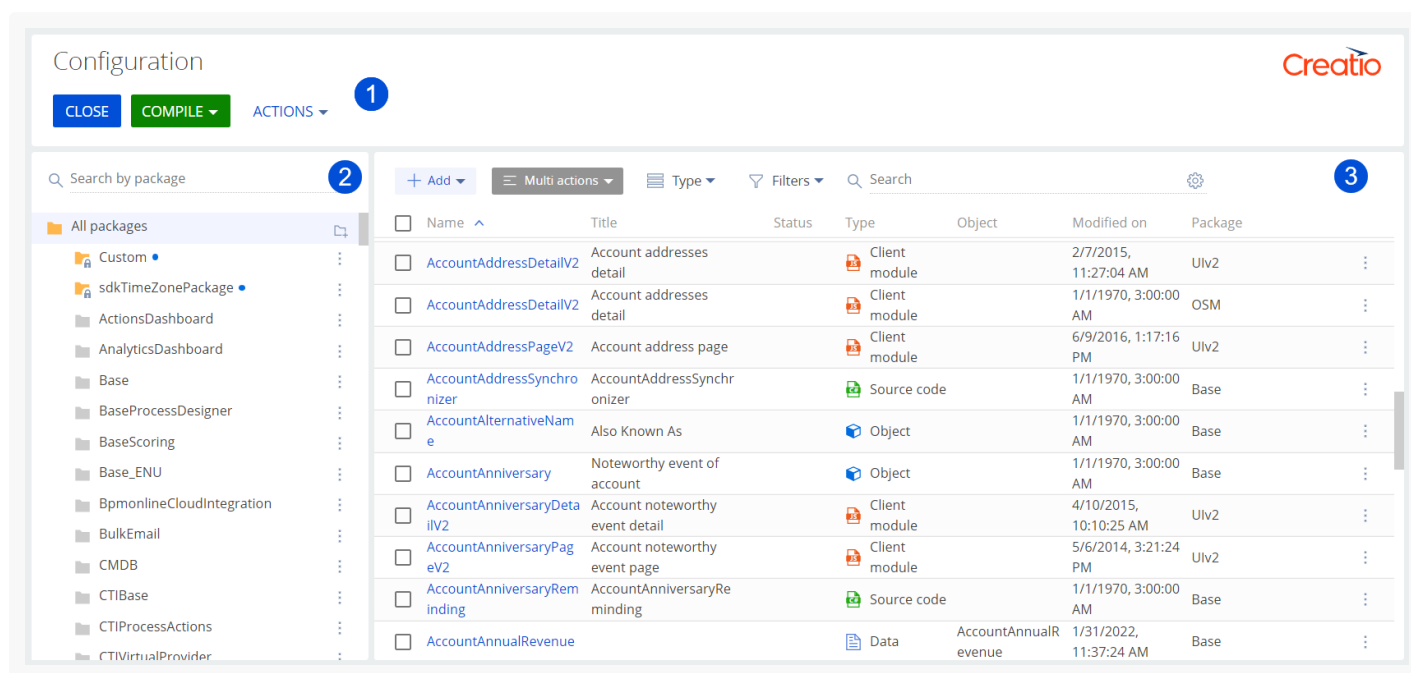 Configuration
Creatio
CLOSE COMPILE ACTIONS 1
Search by package 2
All packages
Custom
sdkTimeZonePackage
ActionsDashboard
AnalyticsDashboard
Base
BaseProcessDesigner
BaseScoring
Base_ENU
BpmonlineCloudIntegration
BulkEmail
CMDB
CTIBase
CTIProcessActions
CTIVirtualProvider
Add Multi actions Type Filters Search 3
Name Title Status Type Object Modified on Package
AccountAddressDetailV2 Account addresses Client 2/7/2015, UIv2
detail module 11:27:04 AM
AccountAddressDetailV2 Account addresses Client 1/1/1970, 3:00:00 OSM
detail module AM
AccountAddressPageV2 Account address page Client 6/9/2016, 1:17:16 UIv2
module PM
AccountAddressSynchro AccountAddressSynchr Source code 1/1/1970, 3:00:00 Base
nizer onizer AM
AccountAlternativeNam Also Known As Object 1/1/1970, 3:00:00 Base
e AM
AccountAnniversary Noteworthy event of Object 1/1/1970, 3:00:00 Base
account AM
AccountAnniversaryDeta Account noteworthy Client 4/10/2015, UIv2
ilV2 event detail module 10:10:25 AM
AccountAnniversaryPag Account noteworthy Client 5/6/2014, 3:21:24 UIv2
eV2 event page module PM
AccountAnniversaryRem AccountAnniversaryRe Source code 1/1/1970, 3:00:00 Base
inding minding AM
AccountAnnualRevenue Data AccountAnnualR 1/31/2022, Base
evenue 11:37:24 AM